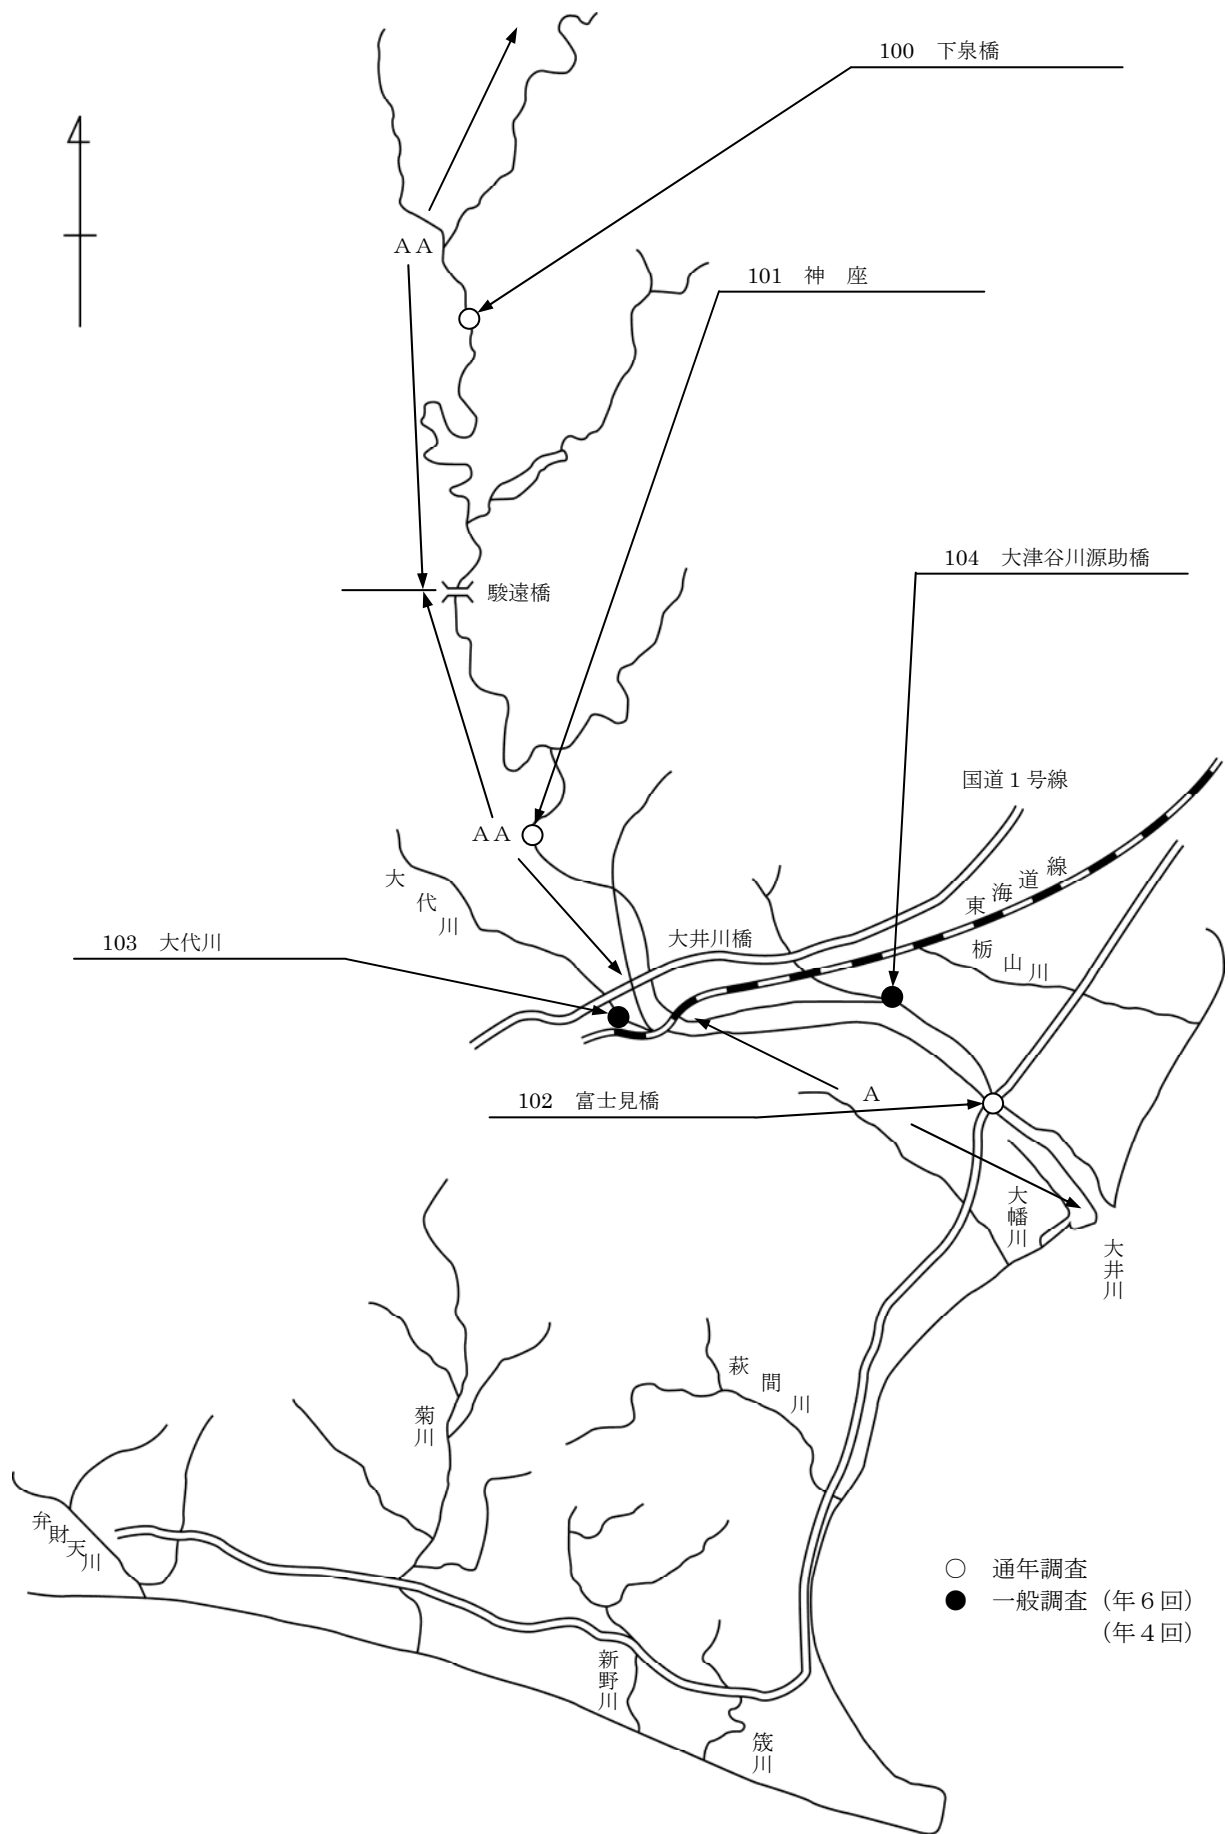 100　下泉橋
ＡＡ
101　神　座
104　大津谷川源助橋
駿遠橋
国道１号線
ＡＡ
東海道線
大代川
大井川橋
103　大代川
栃山川
102　富士見橋
Ａ
大幡川
大井川
萩間川
菊川
弁財天川
○　通年調査
●　一般調査（年６回）
（年４回）
新野川
筬川